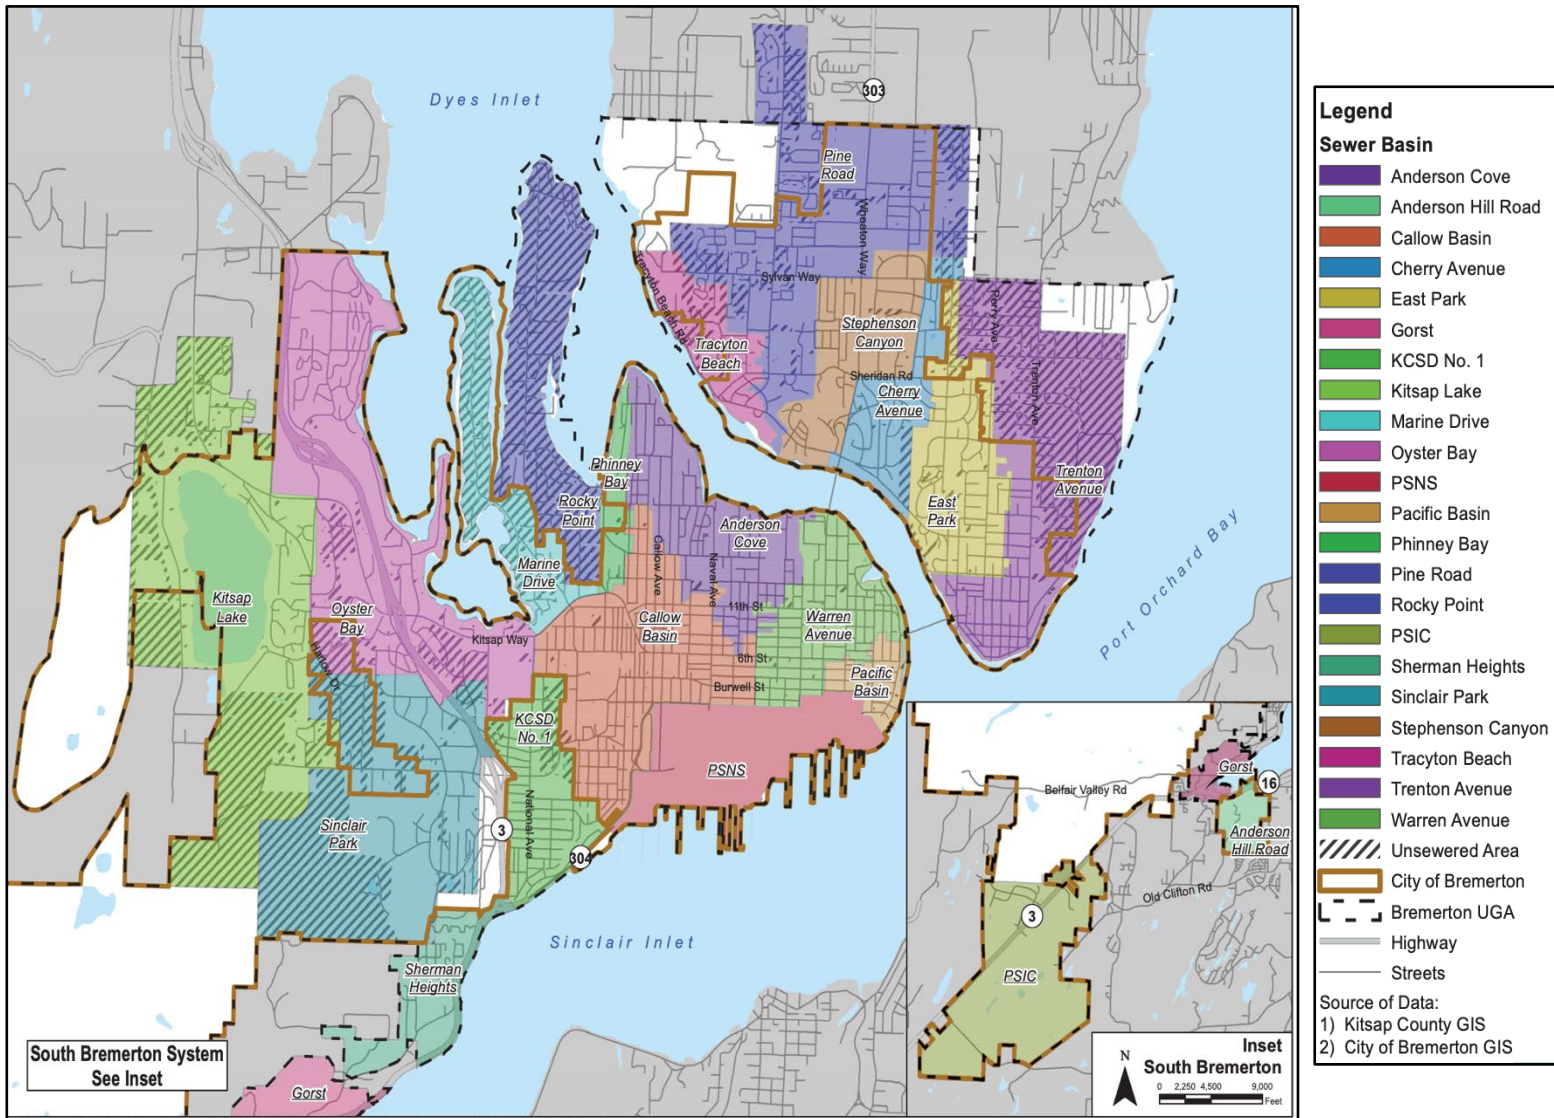 Dyes Inlet
303
Pine
Road
Wheaton Way
Sylvan Way
Tracyton Beach Rd
Perry Ave
Stephenson
Canyon
Tracyton
Beach
Sheridan Rd
Cherry
Avenue
Trenton Ave
Phinney
Bay
Trenton
Avenue
Rocky
Point
East
Park
Anderson
Cove
Callow Ave
Naval Ave
Marine
Drive
Port Orchard Bay
Kitsap
Lake
Oyster
Bay
11th St
Callow
Basin
Warren
Avenue
Kitsap Way
Harlow Dr
6th St
Burwell St
Pacific
Basin
KCSD
No. 1
PSNS
National Ave
3
304
Sinclair
Park
Sinclair Inlet
Sherman
Heights
South Bremerton System
See Inset
Gorst
Gorst
16
Belfair Valley Rd
Anderson
Hill Road
Old Clifton Rd
3
PSIC
Inset
South Bremerton
N
0 2,250 4,500 9,000
Feet
Legend
Sewer Basin
Anderson Cove
Anderson Hill Road
Callow Basin
Cherry Avenue
East Park
Gorst
KCSD No. 1
Kitsap Lake
Marine Drive
Oyster Bay
PSNS
Pacific Basin
Phinney Bay
Pine Road
Rocky Point
PSIC
Sherman Heights
Sinclair Park
Stephenson Canyon
Tracyton Beach
Trenton Avenue
Warren Avenue
Unsewered Area
City of Bremerton
Bremerton UGA
Highway
Streets
Source of Data:
1) Kitsap County GIS
2) City of Bremerton GIS